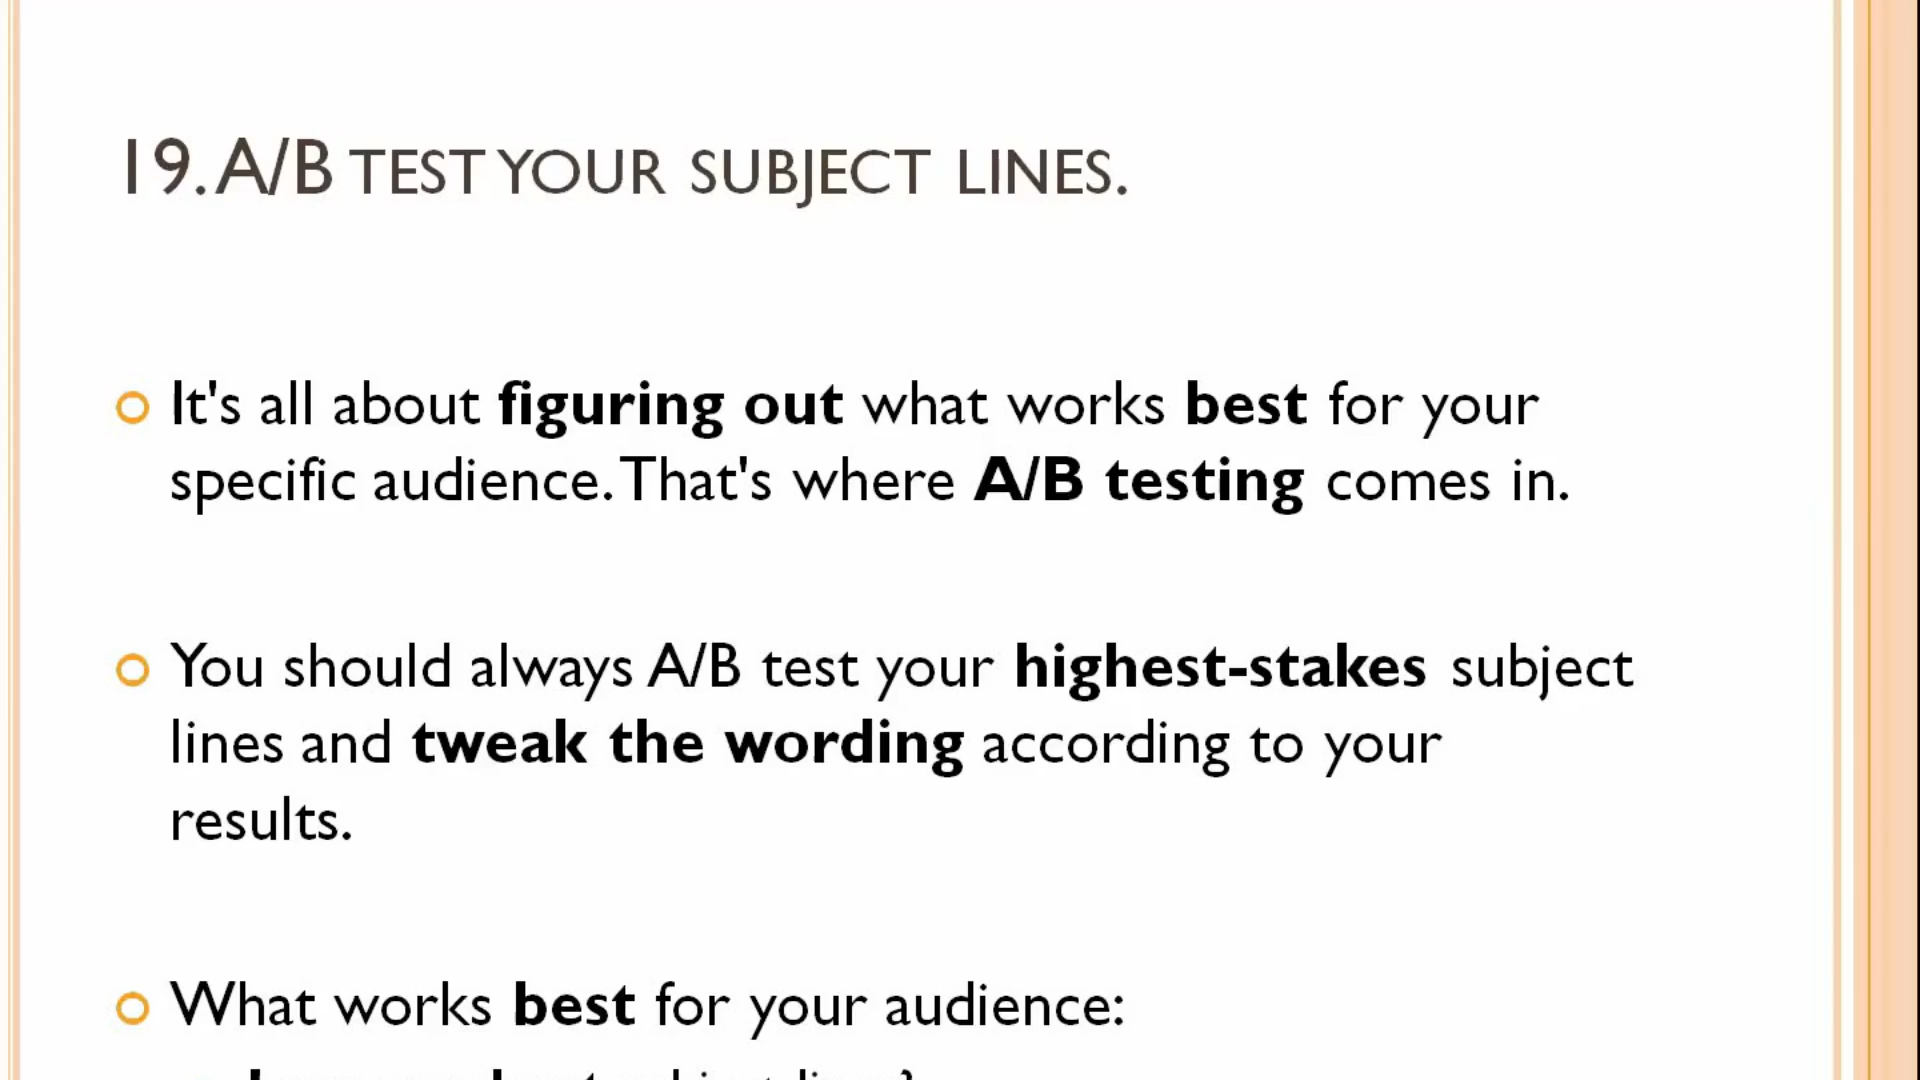 19. A/B TEST YOUR SUBJECT LINES.
It's all about figuring out what works best for your
specific audience. That's where A/B testing comes in.
You should always A/B test your highest-stakes subject
lines and tweak the wording according to your
results.
What works best for your audience: